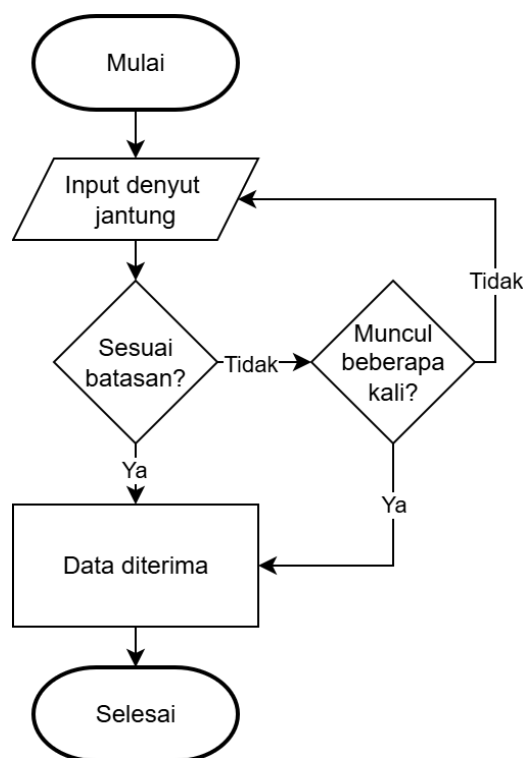 Mulai
Input denyut
jantung
Tidak
Sesuai
batasan?
Tidak
Muncul
beberapa
kali?
Ya
Ya
Data diterima
Selesai